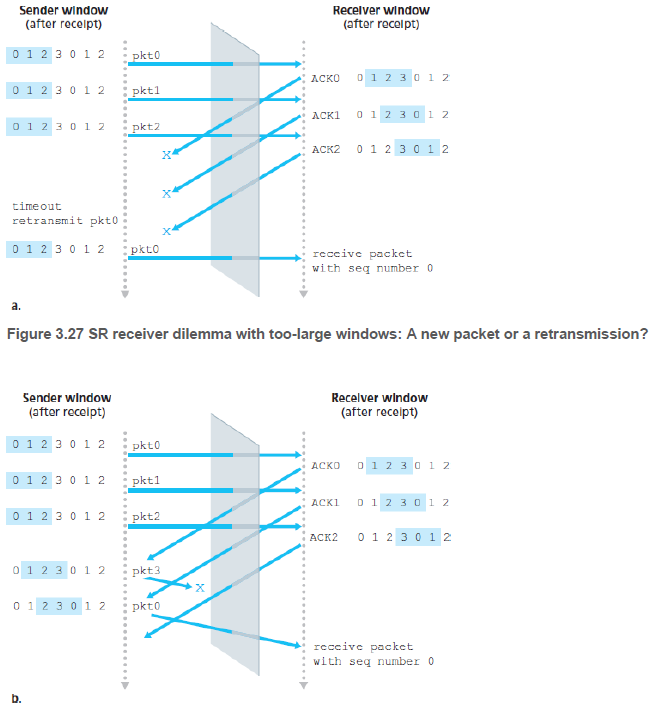 Sender window
(after receipt)
Receiver window
(after receipt)
0 1 2 3 0 1 2
pkt0
ACK0 0 1 2 3 0 1 2
0 1 2 3 0 1 2
pkt1
ACK1 0 1 2 3 0 1 2
0 1 2 3 0 1 2
pkt2
ACK2 0 1 2 3 0 1 2
X
X
timeout
retransmit pkt0
X
0 1 2 3 0 1 2
pkt0
receive packet
with seq number 0
a.
Figure 3.27 SR receiver dilemma with too-large windows: A new packet or a retransmission?
Sender window
(after receipt)
Receiver window
(after receipt)
0 1 2 3 0 1 2
pkt0
ACK0 0 1 2 3 0 1 2
0 1 2 3 0 1 2
pkt1
ACK1 0 1 2 3 0 1 2
0 1 2 3 0 1 2
pkt2
ACK2 0 1 2 3 0 1 2
0 1 2 3 0 1 2
pkt3
X
0 1 2 3 0 1 2
pkt0
receive packet
with seq number 0
b.